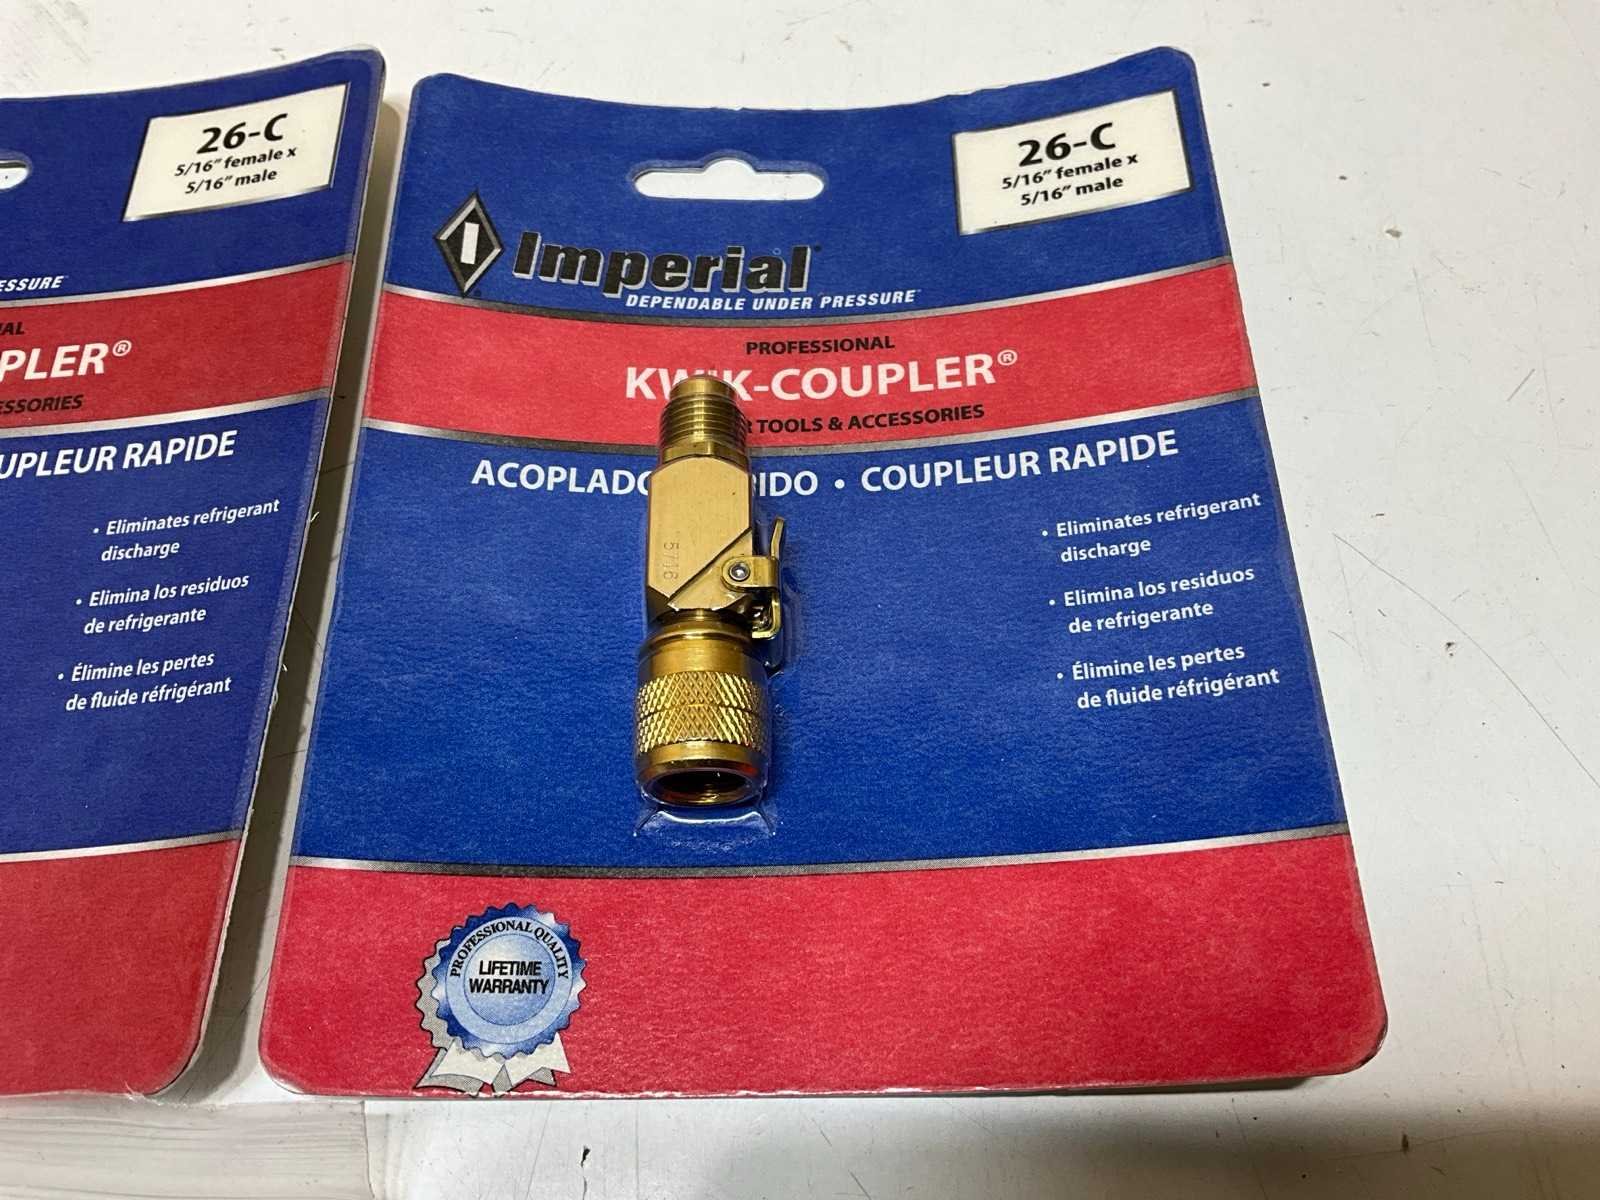 26-C
5/16" female x
5/16" male
ESSURE
PLER®
ESSORIES
UPLEUR RAPIDE
• Eliminates refrigerant
discharge
• Elimina los residuos
de refrigerante
• Élimine les pertes
de fluide réfrigérant
26-C
5/16" female x
5/16" male
Imperial
DEPENDABLE UNDER PRESSURE™
PROFESSIONAL
KWIK-COUPLER®
TOOLS & ACCESSORIES
ACOPLADO IDO • COUPLEUR RAPIDE
• Eliminates refrigerant
discharge
• Elimina los residuos
de refrigerante
• Élimine les pertes
de fluide réfrigérant
5/16
PROFESSIONAL QUALITY
LIFETIME
WARRANTY